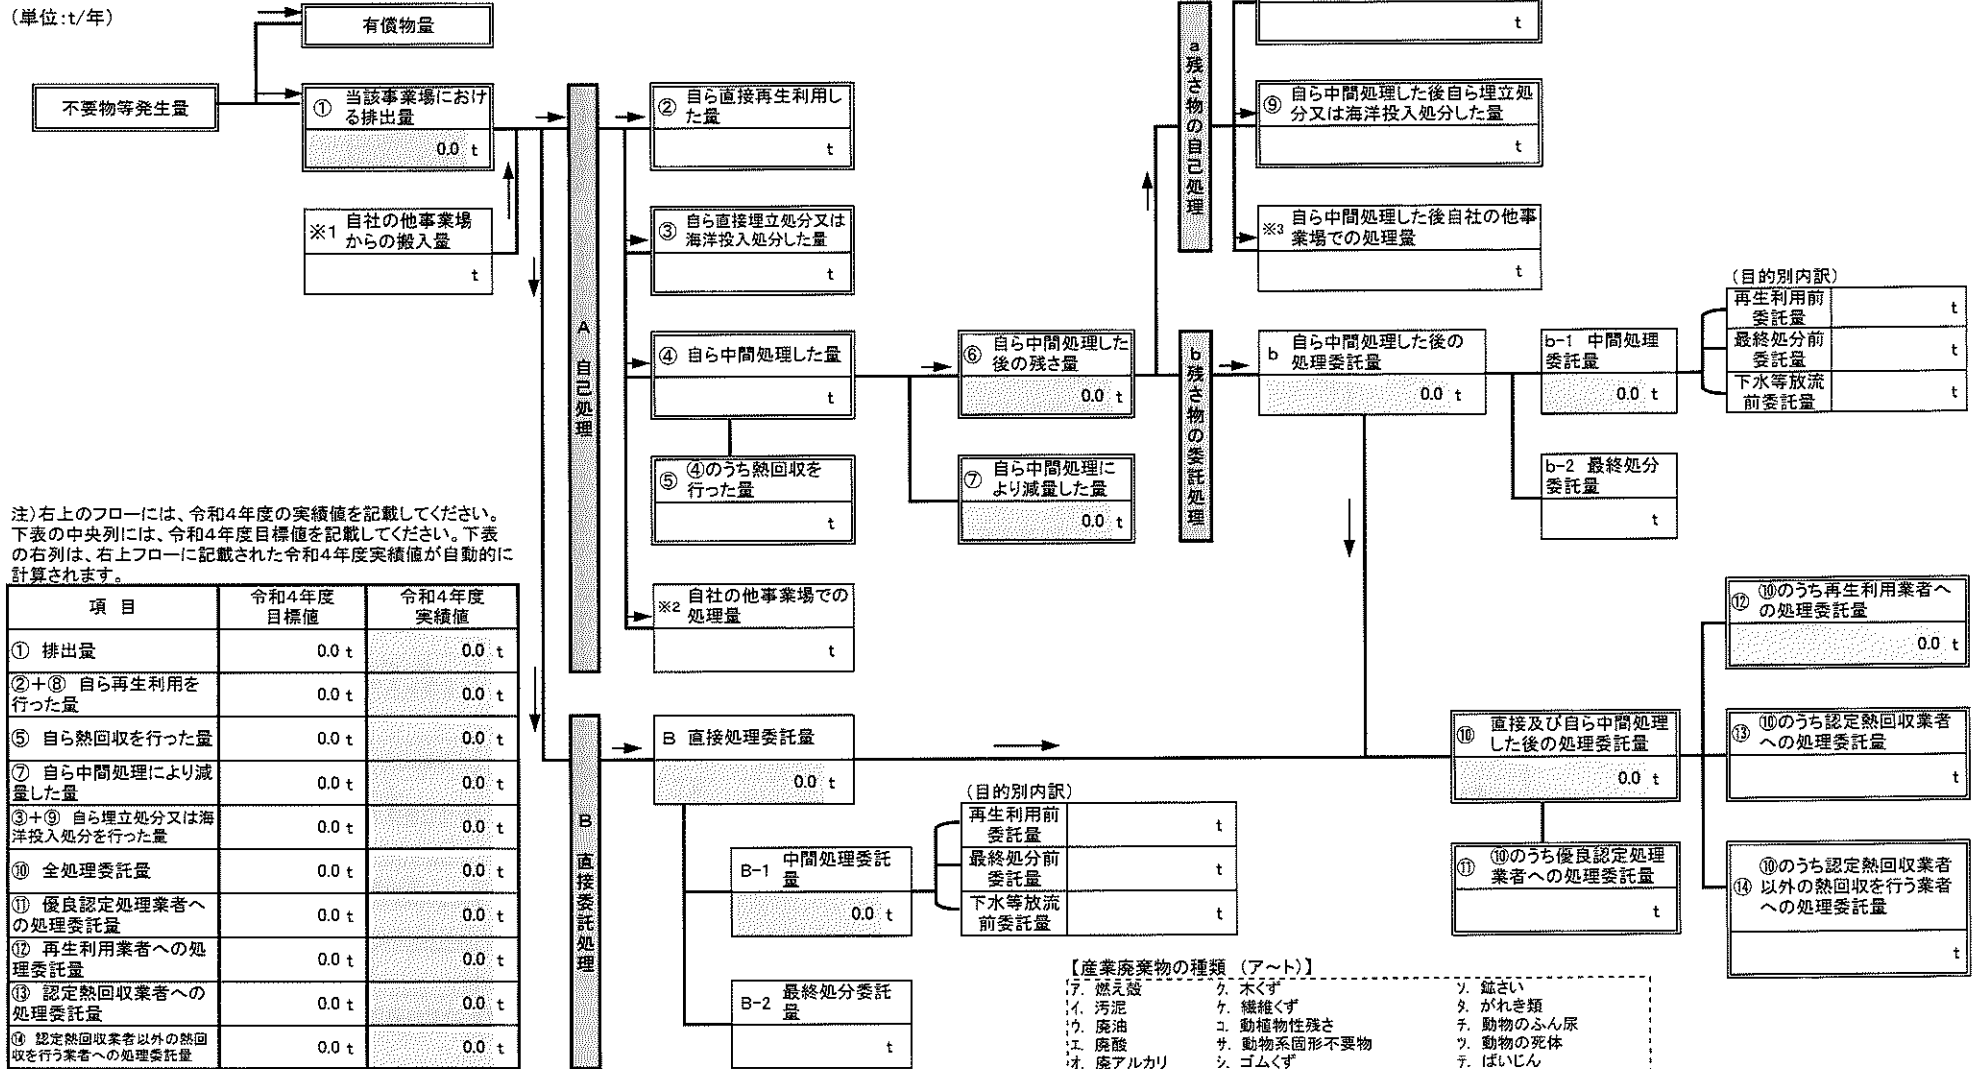 (単位:t/年)
有償物量
不要物等発生量
① 当該事業場におけ
る排出量
0.0 t
※1 自社の他事業場
からの搬入量
t
A 自己処理
② 自ら直接再生利用し
た量
t
③ 自ら直接埋立処分又は
海洋投入処分した量
t
④ 自ら中間処理した量
t
⑤ ④のうち熱回収を
行った量
t
※2 自社の他事業場での
処理量
t
⑥ 自ら中間処理した
後の残さ量
0.0 t
⑦ 自ら中間処理に
より減量した量
0.0 t
a 残さ物の自己処理
t
⑨ 自ら中間処理した後自ら埋立処
分又は海洋投入処分した量
t
※3 自ら中間処理した後自社の他事
業場での処理量
t
b 残さ物の委託処理
b 自ら中間処理した後の
処理委託量
0.0 t
b-1 中間処理
委託量
0.0 t
(目的別内訳)
再生利用前
委託量
t
最終処分前
委託量
t
下水等放流
前委託量
t
b-2 最終処分
委託量
t
注)右上のフローには、令和4年度の実績値を記載してください。
下表の中央列には、令和4年度目標値を記載してください。下表
の右列は、右上フローに記載された令和4年度実績値が自動的に
計算されます。
項 目 令和4年度 令和4年度
目標値 実績値
① 排出量 0.0 t 0.0 t
②+⑧ 自ら再生利用を
行った量 0.0 t 0.0 t
⑤ 自ら熱回収を行った量 0.0 t 0.0 t
⑦ 自ら中間処理により減
量した量 0.0 t 0.0 t
③+⑨ 自ら埋立処分又は海
洋投入処分を行った量 0.0 t 0.0 t
⑩ 全処理委託量 0.0 t 0.0 t
⑪ 優良認定処理業者へ
の処理委託量 0.0 t 0.0 t
⑫ 再生利用業者への処
理委託量 0.0 t 0.0 t
⑬ 認定熱回収業者への
処理委託量 0.0 t 0.0 t
⑭ 認定熱回収業者以外の熱回
収を行う業者への処理委託量 0.0 t 0.0 t
B 直接委託処理
B 直接処理委託量
0.0 t
B-1 中間処理委託
量
0.0 t
(目的別内訳)
再生利用前
委託量
t
最終処分前
委託量
t
下水等放流
前委託量
t
B-2 最終処分委託
量
t
⑩ 直接及び自ら中間処理
した後の処理委託量
0.0 t
⑪ ⑩のうち優良認定処理
業者への処理委託量
t
⑫ ⑩のうち再生利用業者へ
の処理委託量
0.0 t
⑬ ⑩のうち認定熱回収業者
への処理委託量
t
⑭ ⑩のうち認定熱回収業者
以外の熱回収を行う業者
への処理委託量
t
【産業廃棄物の種類 (ア~ト)】
ア. 燃え殻 ク. 木くず ソ. 鉱さい
イ. 汚泥 ケ. 繊維くず タ. がれき類
ウ. 廃油 コ. 動植物性残さ チ. 動物のふん尿
エ. 廃酸 サ. 動物系固形不要物 ツ. 動物の死体
オ. 廃アルカリ シ. ゴムくず テ. ばいじん